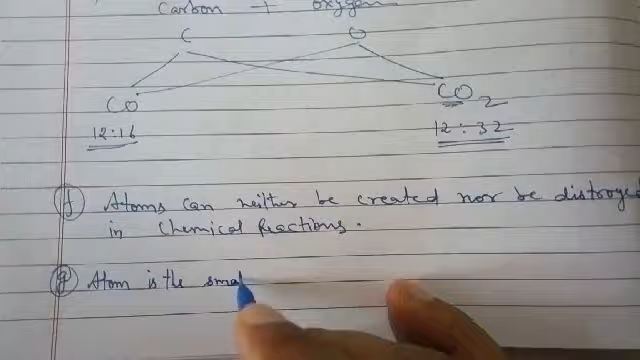 Carbon + oxygen
C O
CO CO2
12:16 12:32
f Atoms can neither be created nor be distroyed
in Chemical Reactions.
g Atom is the smal